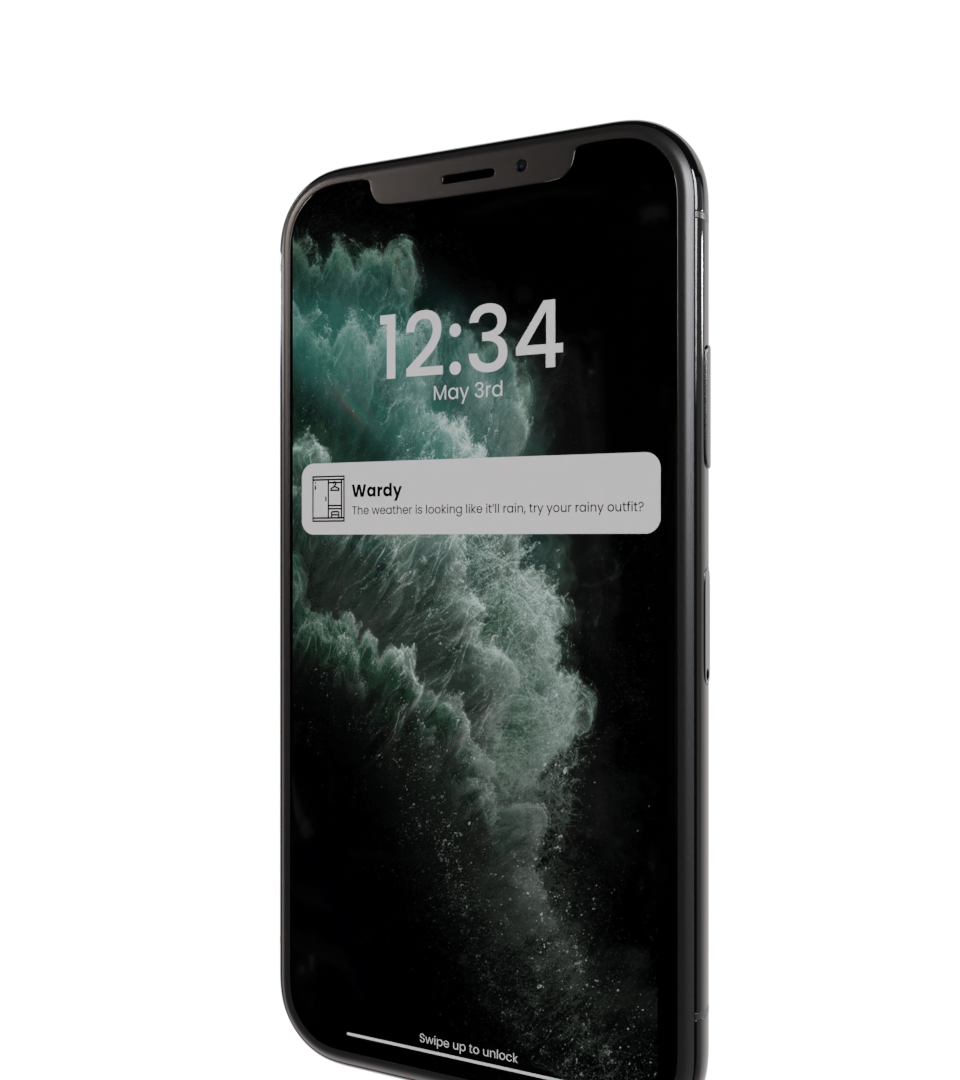 12:34
May 3rd
Wardy
The weather is looking like it'll rain, try your rainy outfit?
Swipe up to unlock